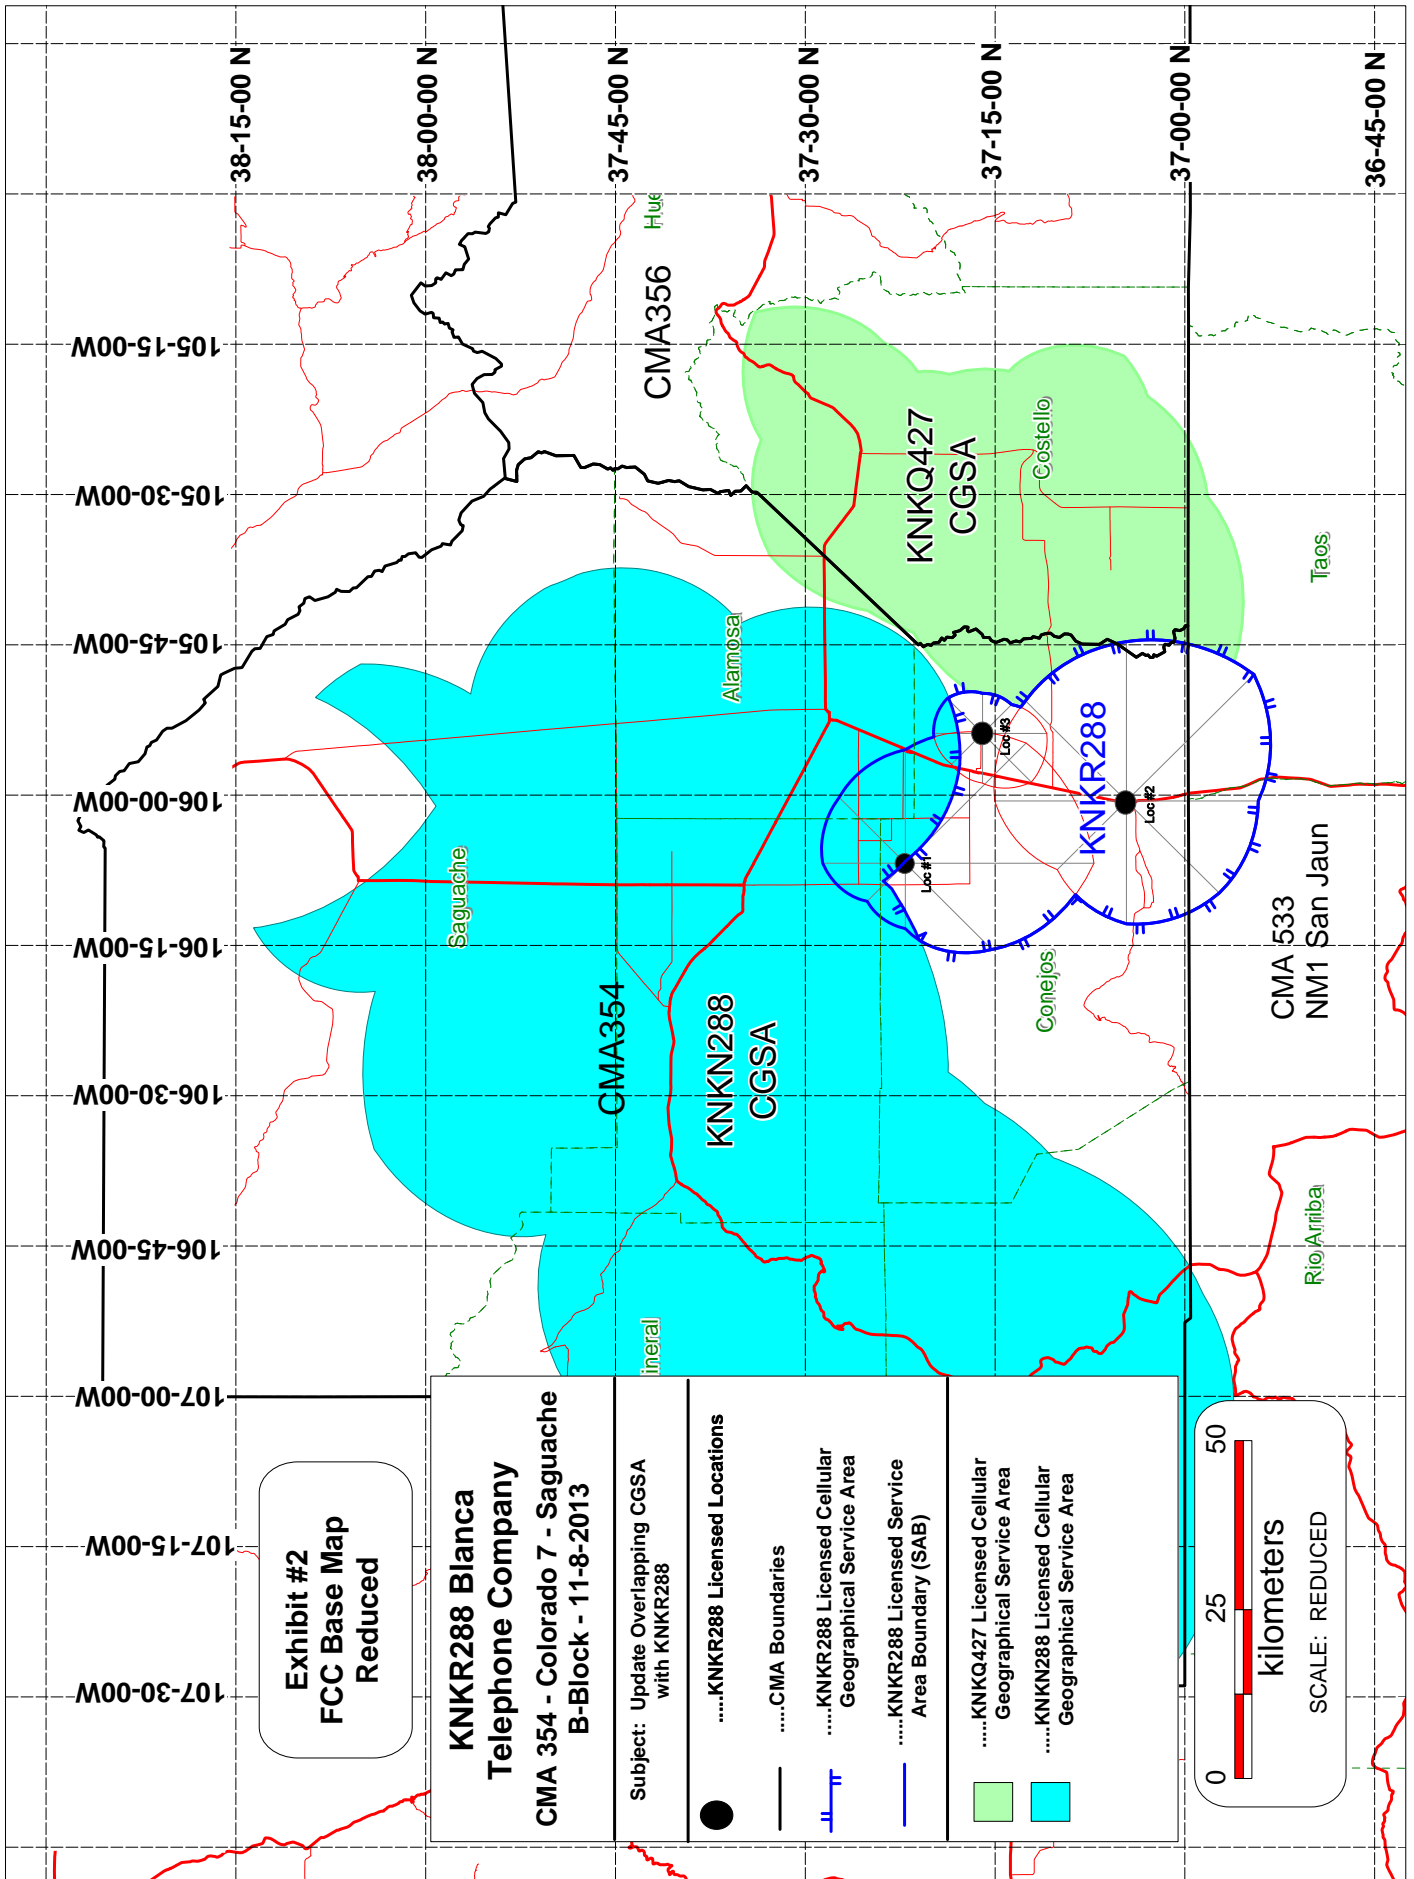 Exhibit #2
FCC Base Map
Reduced
KNKR288 Blanca
Telephone Company
CMA 354 - Colorado 7 - Saguache
B-Block - 11-8-2013
Subject: Update Overlapping CGSA
with KNKR288
.....KNKR288 Licensed Locations
.....CMA Boundaries
.....KNKR288 Licensed Cellular
Geographical Service Area
.....KNKR288 Licensed Service
Area Boundary (SAB)
.....KNKQ427 Licensed Cellular
Geographical Service Area
.....KNKN288 Licensed Cellular
Geographical Service Area
0 25 50
kilometers
SCALE: REDUCED
107-30-00W
107-15-00W
107-00-00W
106-45-00W
106-30-00W
106-15-00W
106-00-00W
105-45-00W
105-30-00W
105-15-00W
38-15-00 N
38-00-00 N
37-45-00 N
37-30-00 N
37-15-00 N
37-00-00 N
36-45-00 N
Saguache
CMA354
ineral
KNKN288
CGSA
Alamosa
CMA356
Hue
KNKQ427
CGSA
Costello
Conejos
KNKR288
Loc #1
Loc #2
Loc #3
Taos
Rio Arriba
CMA 533
NM1 San Jaun